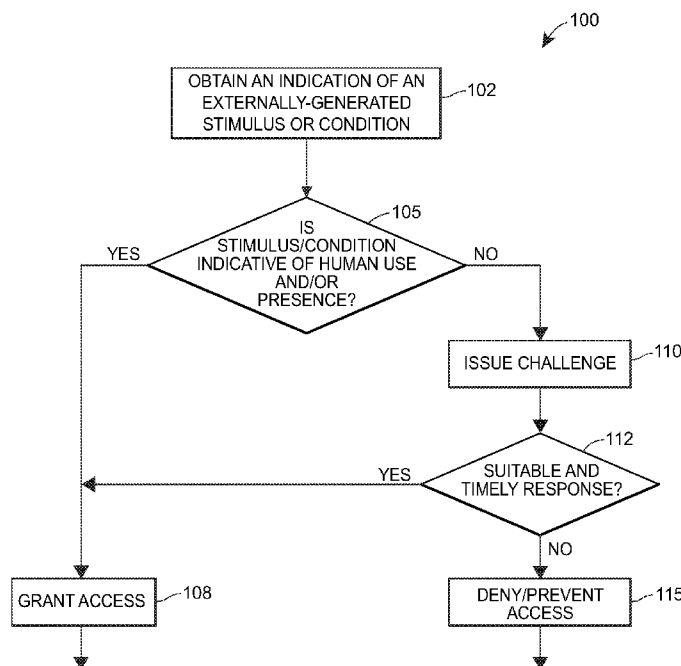 100
OBTAIN AN INDICATION OF AN
EXTERNALLY-GENERATED
STIMULUS OR CONDITION
102
105
IS
STIMULUS/CONDITION
INDICATIVE OF HUMAN USE
AND/OR
PRESENCE?
YES
NO
ISSUE CHALLENGE
110
112
SUITABLE AND
TIMELY RESPONSE?
YES
NO
GRANT ACCESS
108
DENY/PREVENT
ACCESS
115